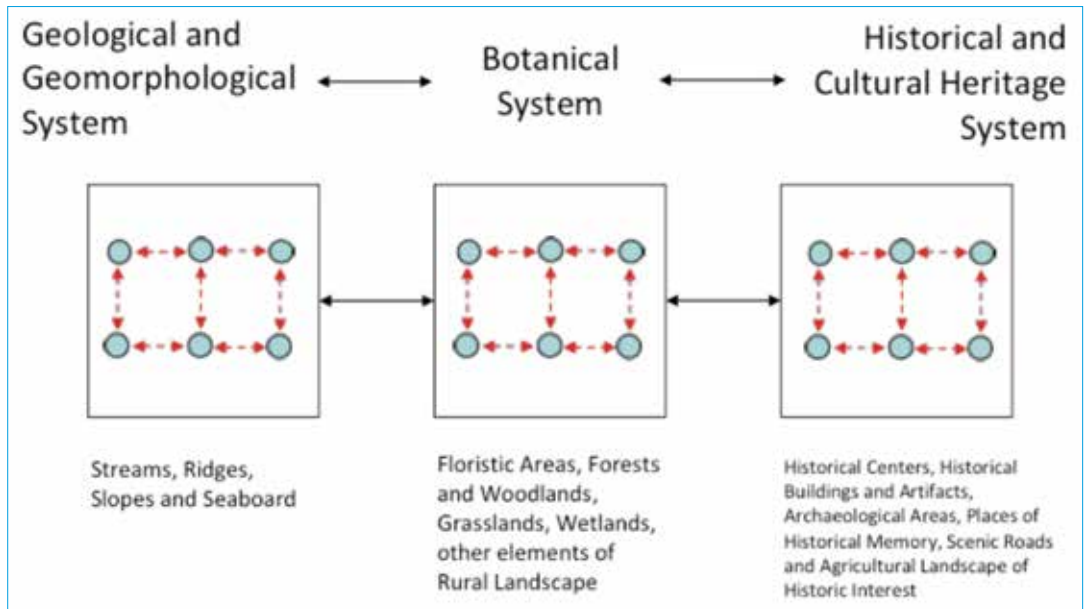 Geological and
Geomorphological
System
Botanical
System
Historical and
Cultural Heritage
System
Streams, Ridges,
Slopes and Seaboard
Floristic Areas, Forests
and Woodlands,
Grasslands, Wetlands,
other elements of
Rural Landscape
Historical Centers, Historical
Buildings and Artifacts,
Archaeological Areas, Places of
Historical Memory, Scenic Roads
and Agricultural Landscape of
Historic Interest